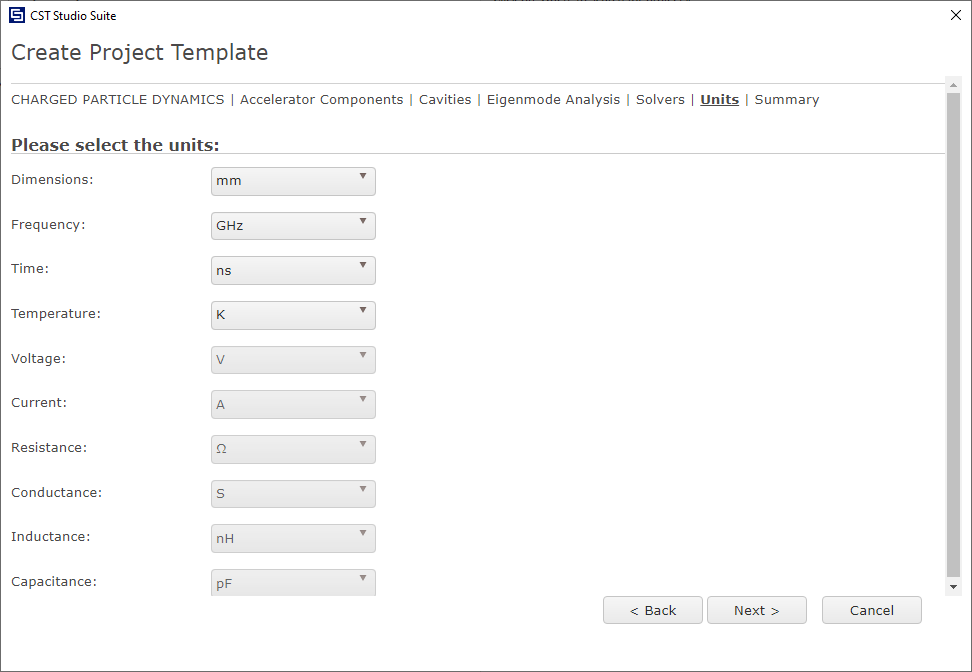 CST Studio Suite
Create Project Template
CHARGED PARTICLE DYNAMICS | Accelerator Components | Cavities | Eigenmode Analysis | Solvers | Units | Summary
Please select the units:
Dimensions: mm
Frequency: GHz
Time: ns
Temperature: K
Voltage: V
Current: A
Resistance: Ω
Conductance: S
Inductance: nH
Capacitance: pF
< Back Next > Cancel